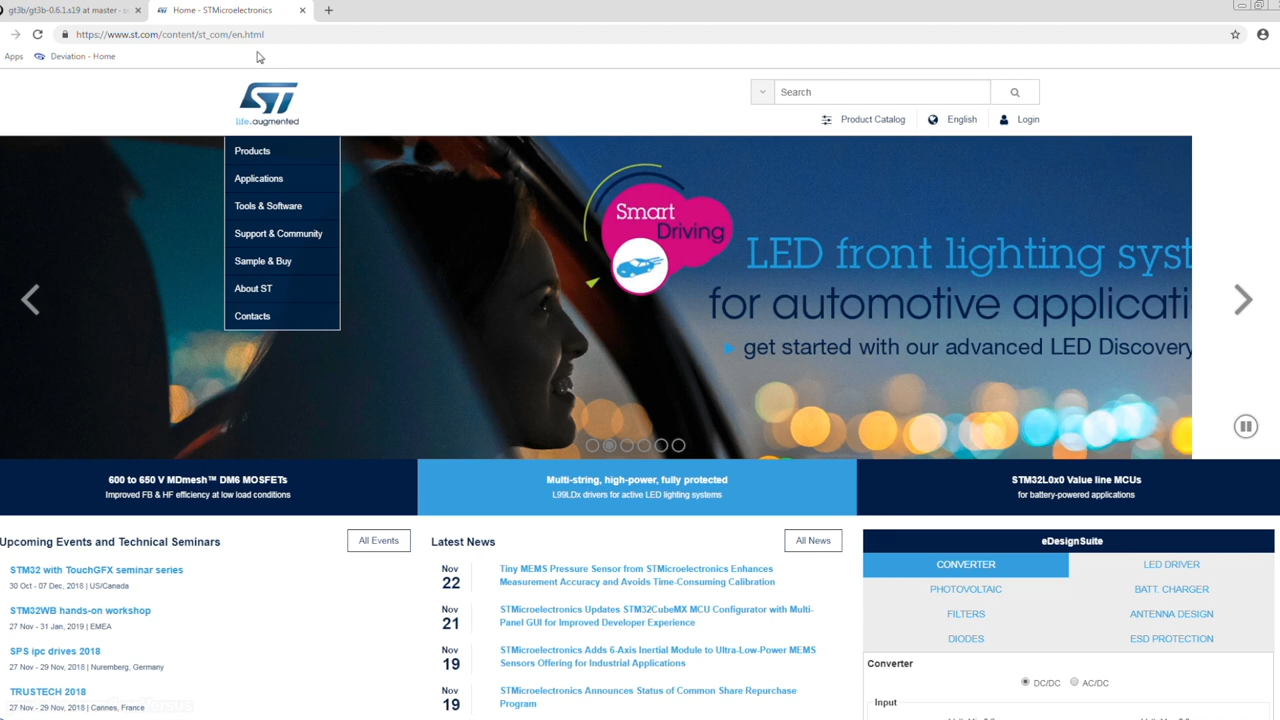 gt3b/gt3b-0.6.1.s19 at master
Home - STMicroelectronics
https://www.st.com/content/st_com/en.html
Apps
Deviation - Home
ST
life.augmented
Search
Product Catalog
English
Login
Products
Applications
Tools & Software
Support & Community
Sample & Buy
About ST
Contacts
Smart
Driving
LED front lighting syst
for automotive applicati
get started with our advanced LED Discovery
600 to 650 V MDmesh™ DM6 MOSFETs
Improved FB & HF efficiency at low load conditions
Multi-string, high-power, fully protected
L99LDx drivers for active LED lighting systems
STM32L0x0 Value line MCUs
for battery-powered applications
Upcoming Events and Technical Seminars
All Events
STM32 with TouchGFX seminar series
30 Oct - 07 Dec, 2018 | US/Canada
STM32WB hands-on workshop
27 Nov - 31 Jan, 2019 | EMEA
SPS ipc drives 2018
27 Nov - 29 Nov, 2018 | Nuremberg, Germany
TRUSTECH 2018
27 Nov - 29 Nov, 2018 | Cannes, France
Latest News
All News
Nov
22
Tiny MEMS Pressure Sensor from STMicroelectronics Enhances
Measurement Accuracy and Avoids Time-Consuming Calibration
Nov
21
STMicroelectronics Updates STM32CubeMX MCU Configurator with Multi-
Panel GUI for Improved Developer Experience
Nov
19
STMicroelectronics Adds 6-Axis Inertial Module to Ultra-Low-Power MEMS
Sensors Offering for Industrial Applications
Nov
19
STMicroelectronics Announces Status of Common Share Repurchase
Program
eDesignSuite
CONVERTER
LED DRIVER
PHOTOVOLTAIC
BATT. CHARGER
FILTERS
ANTENNA DESIGN
DIODES
ESD PROTECTION
Converter
DC/DC
AC/DC
Input